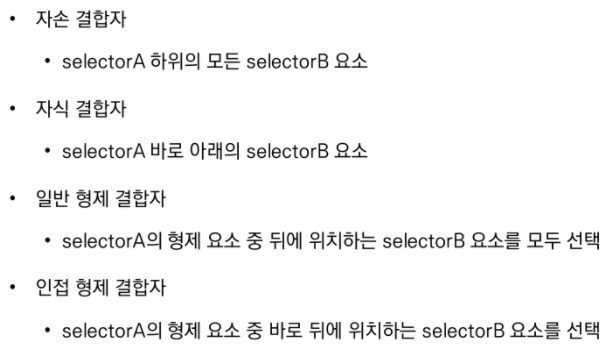 • 자손 결합자
• selectorA 하위의 모든 selectorB 요소
• 자식 결합자
• selectorA 바로 아래의 selectorB 요소
• 일반 형제 결합자
• selectorA의 형제 요소 중 뒤에 위치하는 selectorB 요소를 모두 선택
• 인접 형제 결합자
• selectorA의 형제 요소 중 바로 뒤에 위치하는 selectorB 요소를 선택